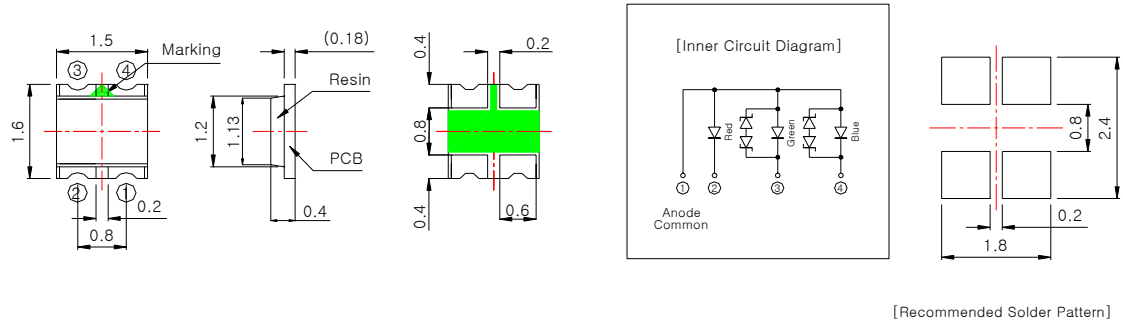 1.5
Marking
③ ④
1.6
② ①
0.2
0.8
(0.18)
Resin
1.2
1.13
PCB
0.4
0.4
0.2
0.8
0.4
0.6
[Inner Circuit Diagram]
Red
Green
Blue
① ② ③ ④
Anode
Common
0.8
2.4
0.2
1.8
[Recommended Solder Pattern]